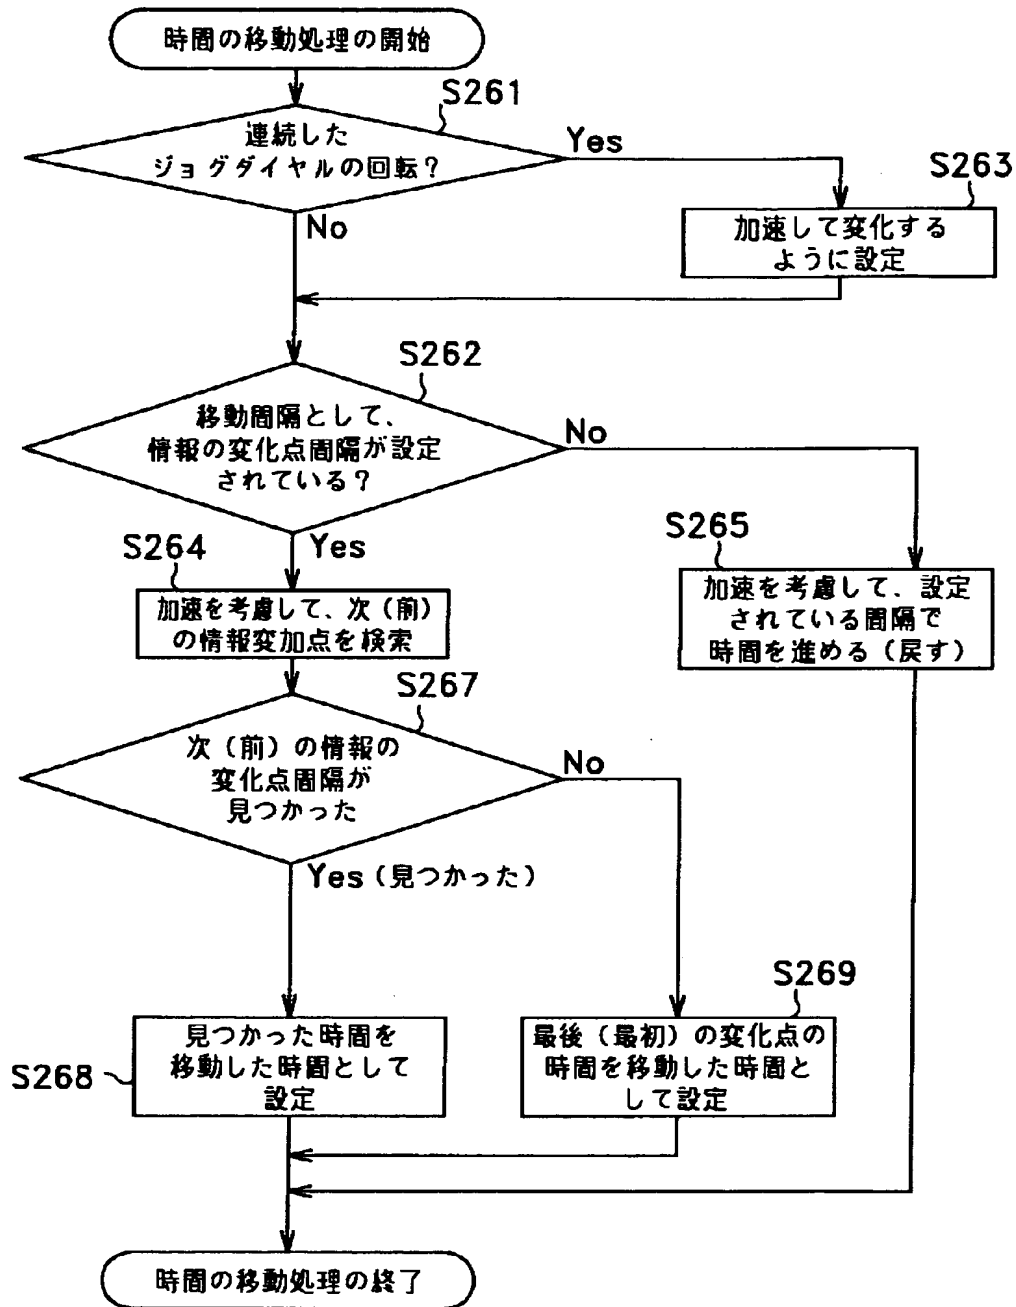 時間の移動処理の開始
S261
連続した
ジョグダイヤルの回転?
Yes
No
S263
加速して変化する
ように設定
S262
移動間隔として、
情報の変化点間隔が設定
されている?
No
Yes
S264
加速を考慮して、次(前)
の情報変加点を検索
S265
加速を考慮して、設定
されている間隔で
時間を進める(戻す)
S267
次(前)の情報の
変化点間隔が
見つかった
No
Yes(見つかった)
S268
見つかった時間を
移動した時間として
設定
S269
最後(最初)の変化点の
時間を移動した時間と
して設定
時間の移動処理の終了